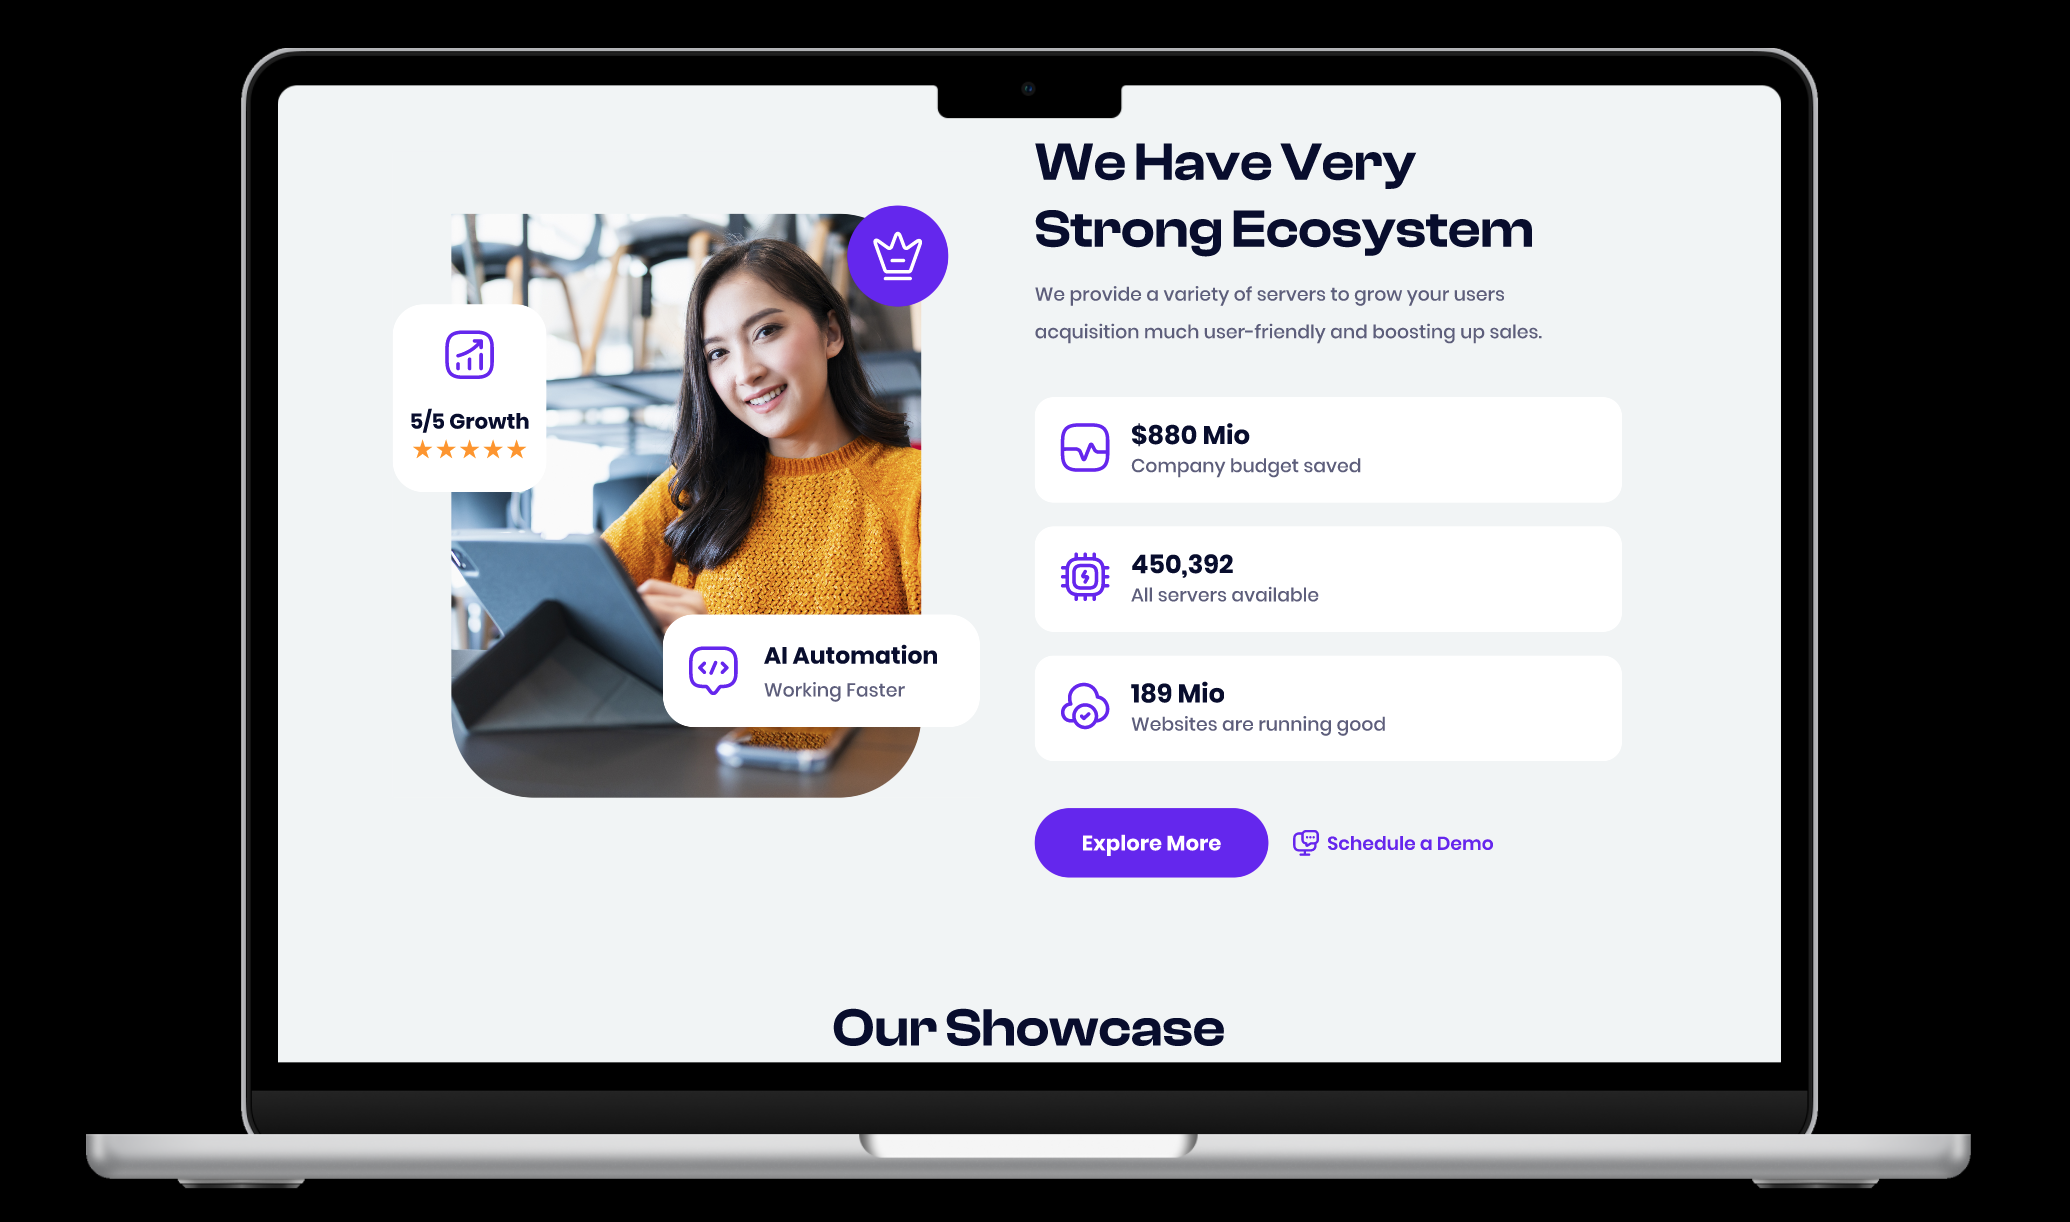 We Have Very
Strong Ecosystem
We provide a variety of servers to grow your users
acquisition much user-friendly and boosting up sales.
5/5 Growth
AI Automation
Working Faster
$880 Mio
Company budget saved
450,392
All servers available
189 Mio
Websites are running good
Explore More
Schedule a Demo
Our Showcase